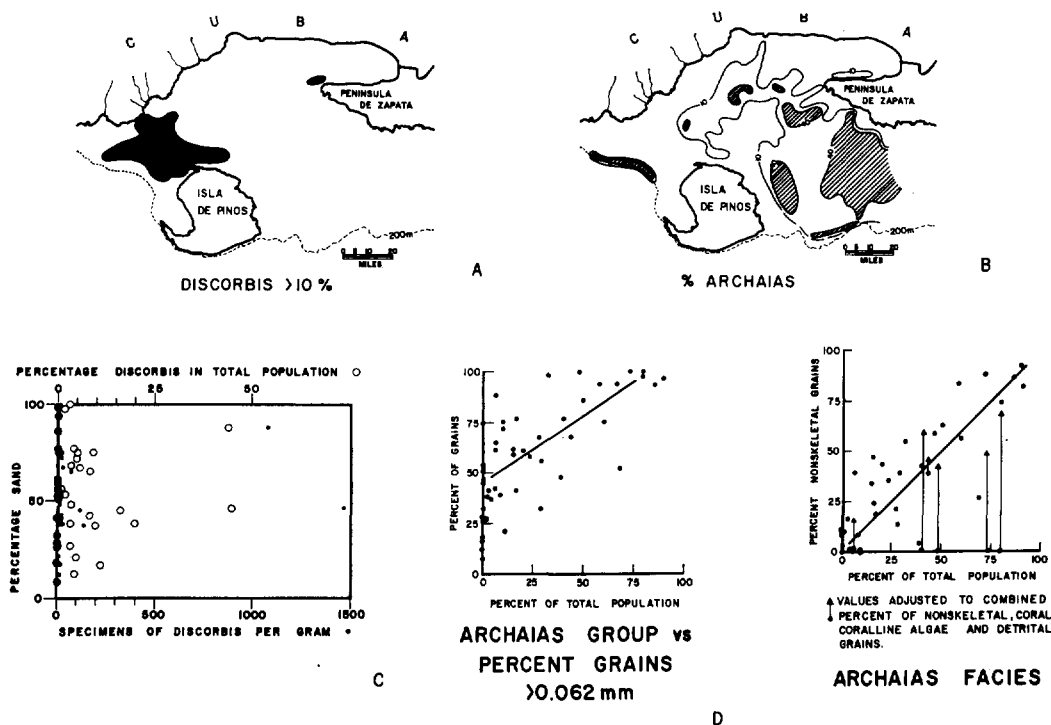 C U B A
PENINSULA
DE ZAPATA
ISLA
DE PINOS
200m
0 5 10 20
MILES
DISCORBIS >10 %
A
C U B A
PENINSULA
DE ZAPATA
ISLA
DE PINOS
200m
MILES
% ARCHAIAS
B
PERCENTAGE DISCORBIS IN TOTAL POPULATION
0 25 50
PERCENTAGE SAND
100
50
0
0 500 1000 1500
SPECIMENS OF DISCORBIS PER GRAM
C
PERCENT OF GRAINS
100
75
50
25
0
0 25 50 75 100
PERCENT OF TOTAL POPULATION
ARCHAIAS GROUP vs
PERCENT GRAINS
>0.062 mm
PERCENT NONSKELETAL GRAINS
100
75
50
25
0
0 25 50 75 100
PERCENT OF TOTAL POPULATION
VALUES ADJUSTED TO COMBINED
PERCENT OF NONSKELETAL, CORAL
CORALLINE ALGAE AND DETRITAL
GRAINS.
ARCHAIAS FACIES
D